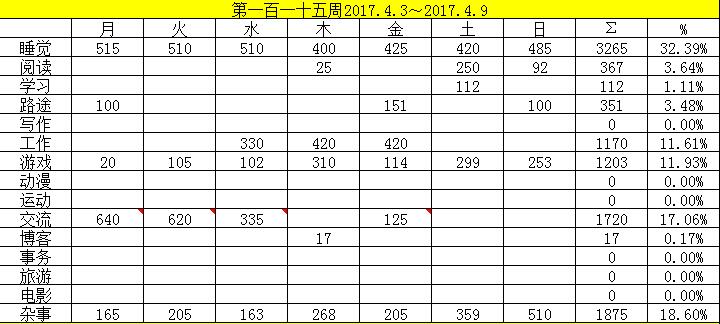 第一百一十五周2017.4.3～2017.4.9
月 火 水 木 金 土 日 Σ %
睡觉 515 510 510 400 425 420 485 3265 32.39%
阅读 25 250 92 367 3.64%
学习 112 112 1.11%
路途 100 151 100 351 3.48%
写作 0 0.00%
工作 330 420 420 1170 11.61%
游戏 20 105 102 310 114 299 253 1203 11.93%
动漫 0 0.00%
运动 0 0.00%
交流 640 620 335 125 1720 17.06%
博客 17 17 0.17%
事务 0 0.00%
旅游 0 0.00%
电影 0 0.00%
杂事 165 205 163 268 205 359 510 1875 18.60%